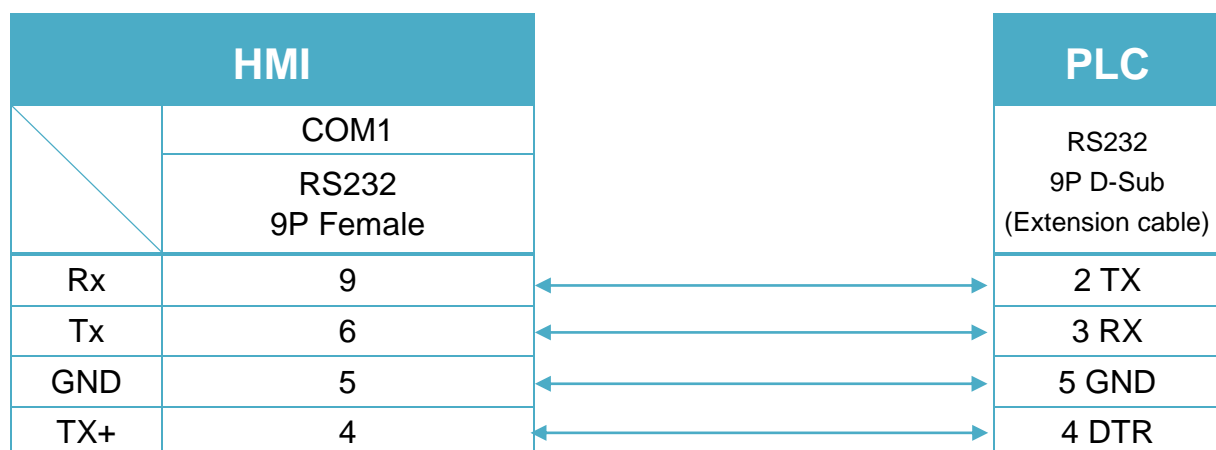 HMI PLC
COM1
RS232
9P Female
RS232
9P D-Sub
(Extension cable)
Rx 9 2 TX
Tx 6 3 RX
GND 5 5 GND
TX+ 4 4 DTR